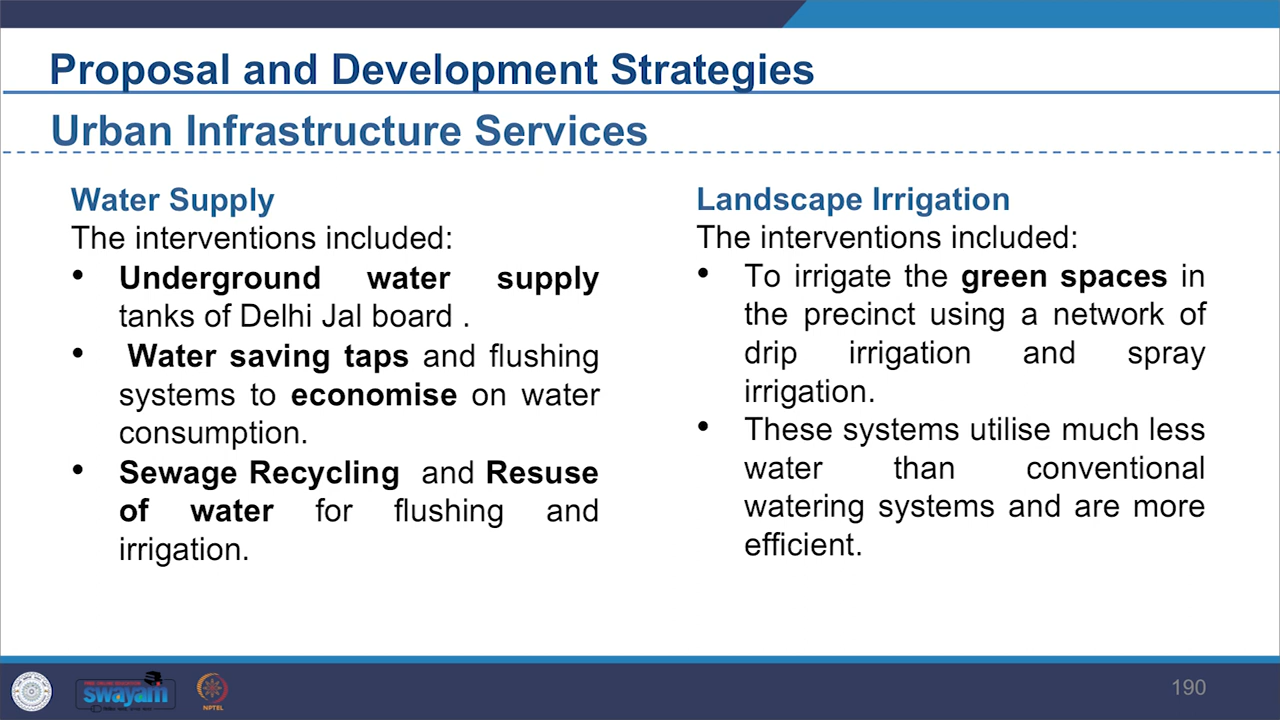 Proposal and Development Strategies
Urban Infrastructure Services
Water Supply
The interventions included:
• Underground water supply
tanks of Delhi Jal board .
• Water saving taps and flushing
systems to economise on water
consumption.
• Sewage Recycling and Resuse
of water for flushing and
irrigation.
Landscape Irrigation
The interventions included:
• To irrigate the green spaces in
the precinct using a network of
drip irrigation and spray
irrigation.
• These systems utilise much less
water than conventional
watering systems and are more
efficient.
swayam
NPTEL
190